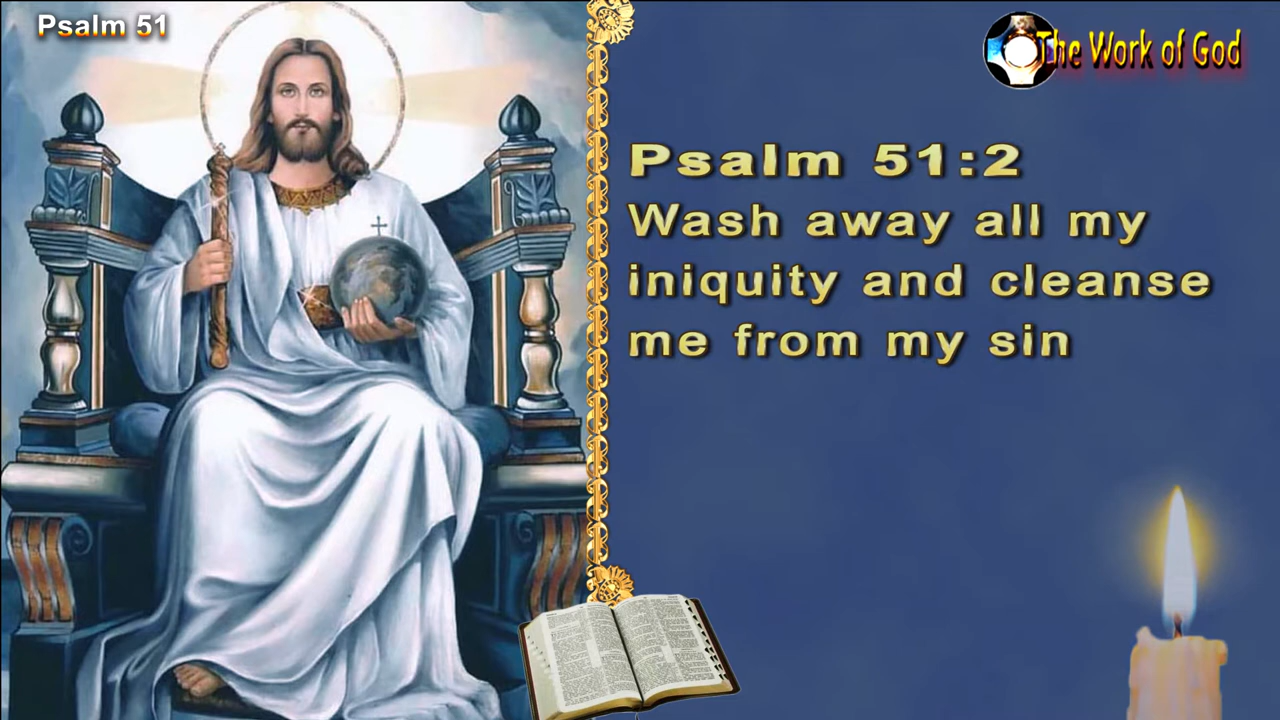 Psalm 51
The Work of God
Psalm 51:2
Wash away all my
iniquity and cleanse
me from my sin